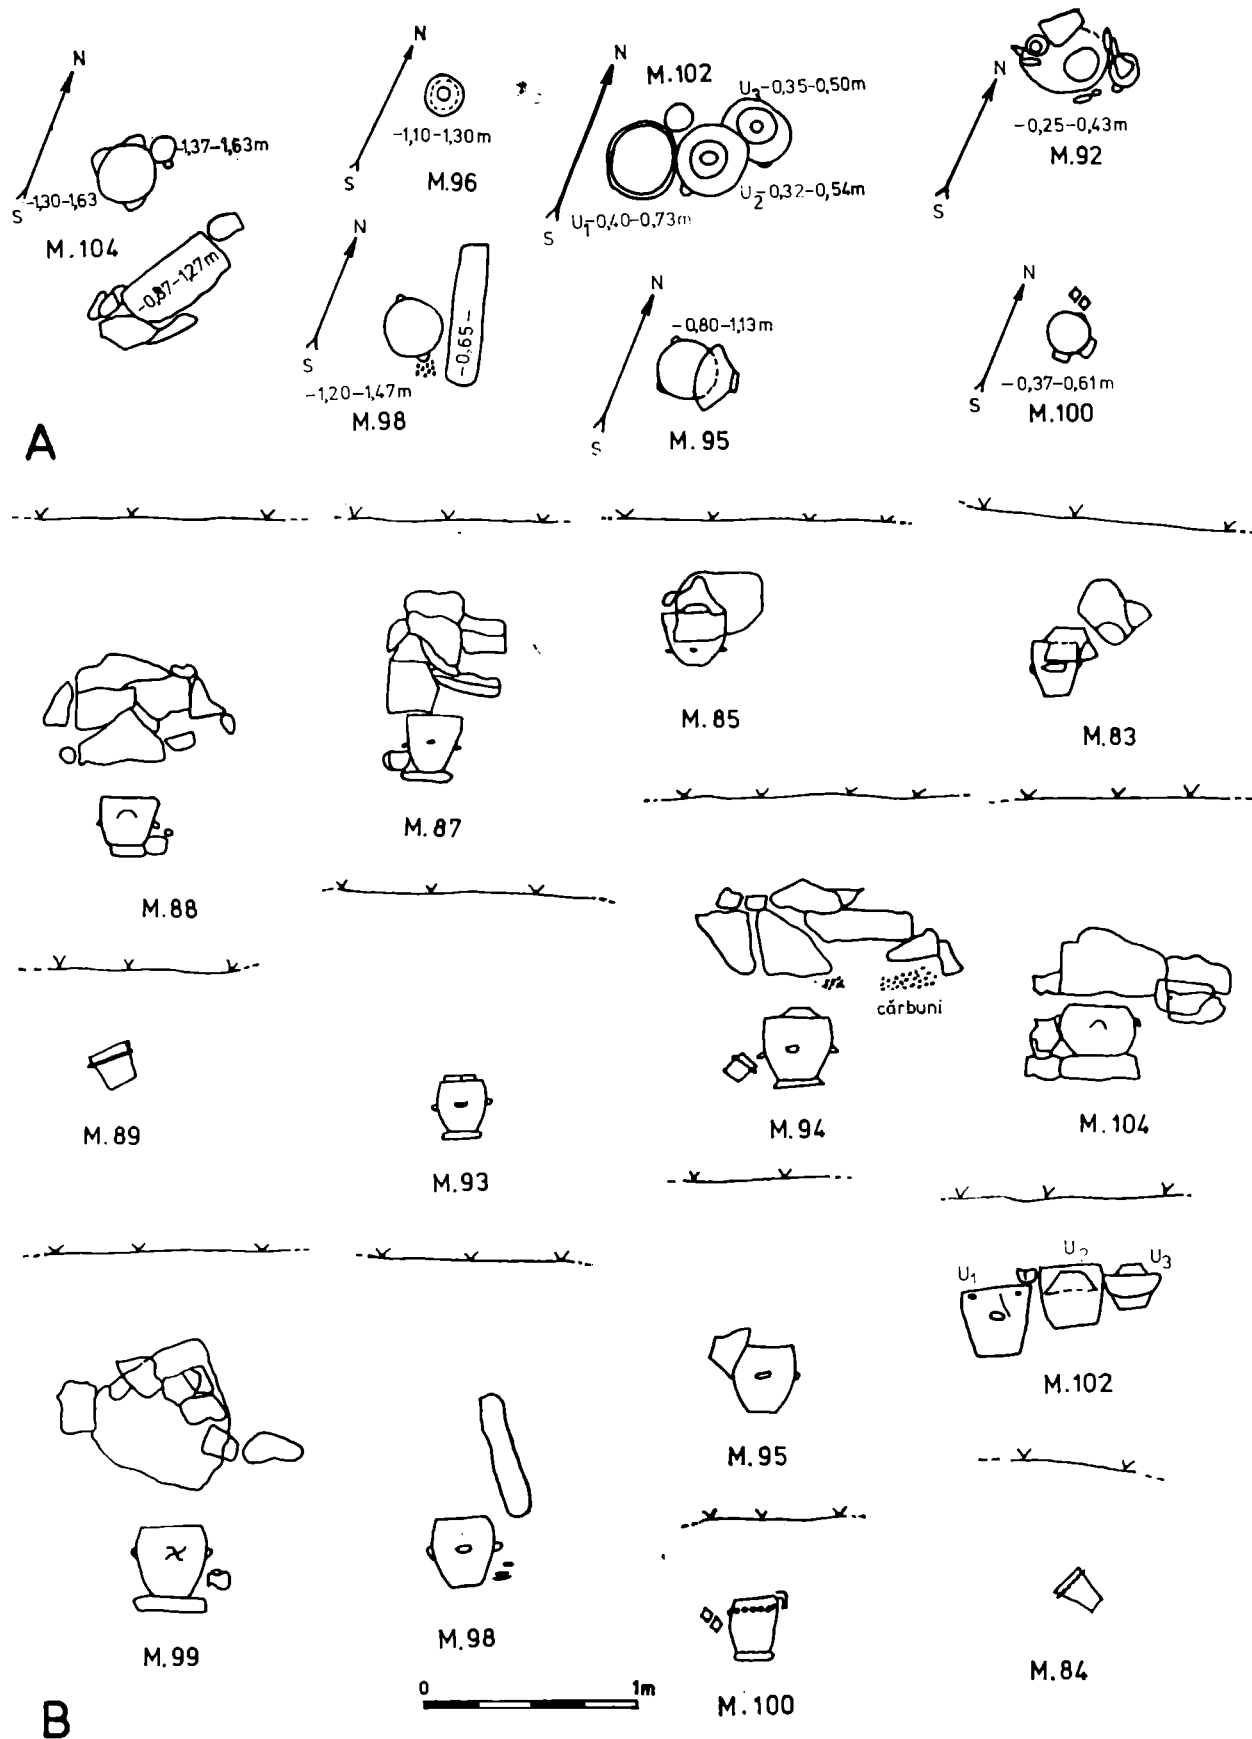 N
S
-1,37-1,63m
-1,30-1,63
M.104
-0,87-1,27m
N
S
-1,10-1,30m
M.96
N
S
-0,65-
-1,20-1,47m
M.98
N
S
M.102
U3-0,35-0,50m
U2-0,32-0,54m
U1-0,40-0,73m
N
S
-0,80-1,13m
M.95
N
S
-0,25-0,43m
M.92
N
S
-0,37-0,61m
M.100
A
M.88
M.87
M.85
M.83
M.89
M.93
cărbuni
M.94
M.104
M.99
M.98
M.95
U1
U2
U3
M.102
M.100
M.84
0
1m
B